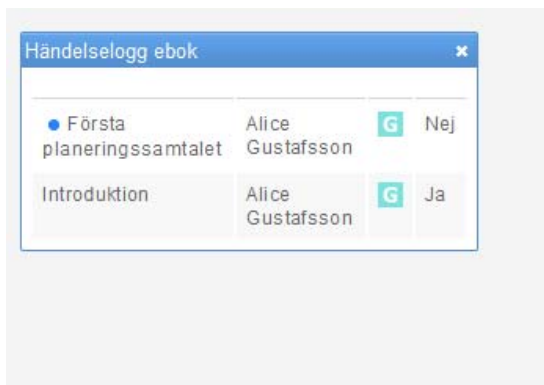 Händelselogg ebok ×
• Första Alice G Nej
planeringssamtalet Gustafsson
Introduktion Alice G Ja
Gustafsson